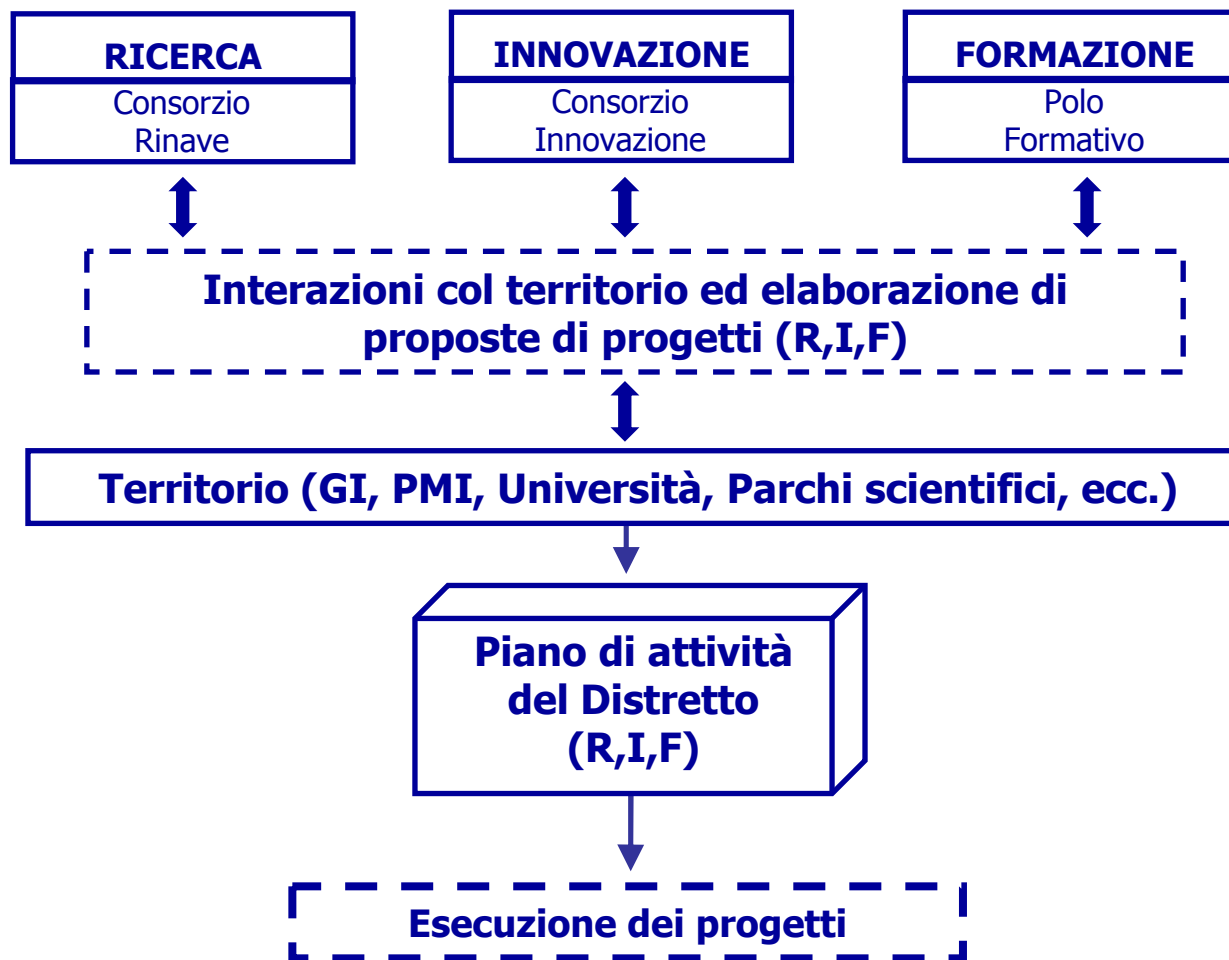 RICERCA
Consorzio
Rinave
INNOVAZIONE
Consorzio
Innovazione
FORMAZIONE
Polo
Formativo
Interazioni col territorio ed elaborazione di
proposte di progetti (R,I,F)
Territorio (GI, PMI, Università, Parchi scientifici, ecc.)
Piano di attività
del Distretto
(R,I,F)
Esecuzione dei progetti